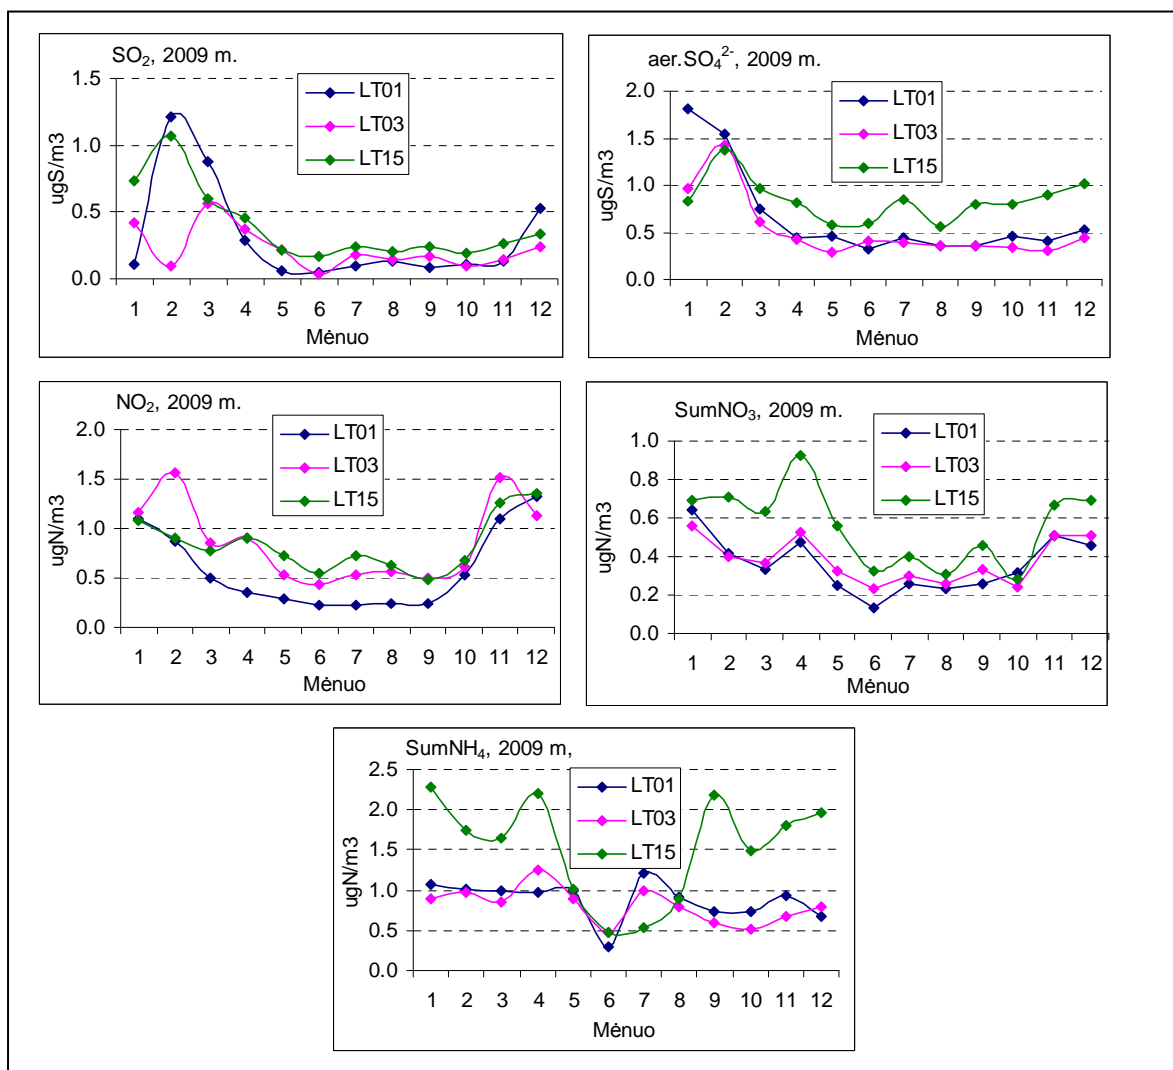 SO₂, 2009 m.
1.5
1.0
0.5
0.0
ugS/m3
LT01
LT03
LT15
1 2 3 4 5 6 7 8 9 10 11 12
Mėnuo
aer.SO₄²⁻, 2009 m.
2.0
1.5
1.0
0.5
0.0
ugS/m3
LT01
LT03
LT15
1 2 3 4 5 6 7 8 9 10 11 12
Mėnuo
NO₂, 2009 m.
2.0
1.5
1.0
0.5
0.0
ugN/m3
LT01
LT03
LT15
1 2 3 4 5 6 7 8 9 10 11 12
Mėnuo
SumNO₃, 2009 m.
1.0
0.8
0.6
0.4
0.2
0.0
ugN/m3
LT01
LT03
LT15
1 2 3 4 5 6 7 8 9 10 11 12
Mėnuo
SumNH₄, 2009 m,
2.5
2.0
1.5
1.0
0.5
0.0
ugN/m3
LT01
LT03
LT15
1 2 3 4 5 6 7 8 9 10 11 12
Mėnuo